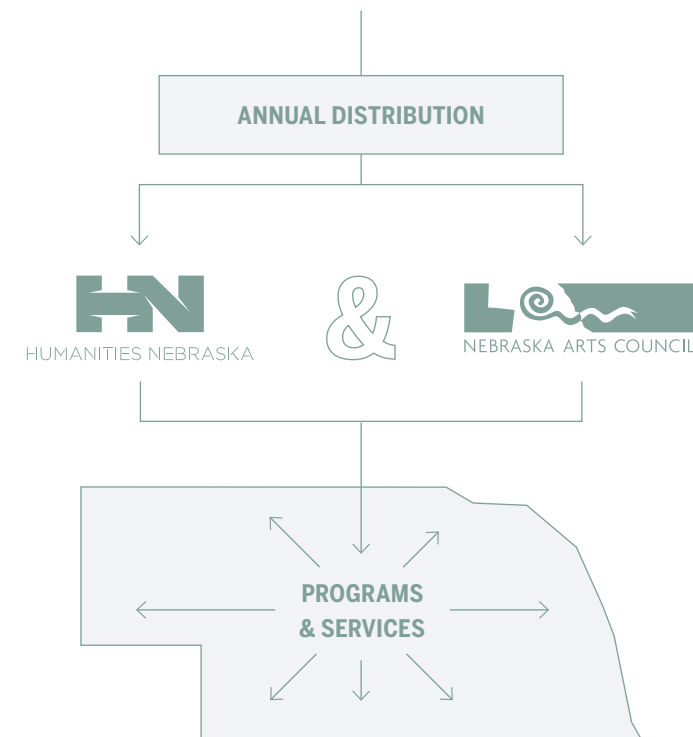 ANNUAL DISTRIBUTION
HN
HUMANITIES NEBRASKA
&
NEBRASKA ARTS COUNCIL
PROGRAMS
& SERVICES